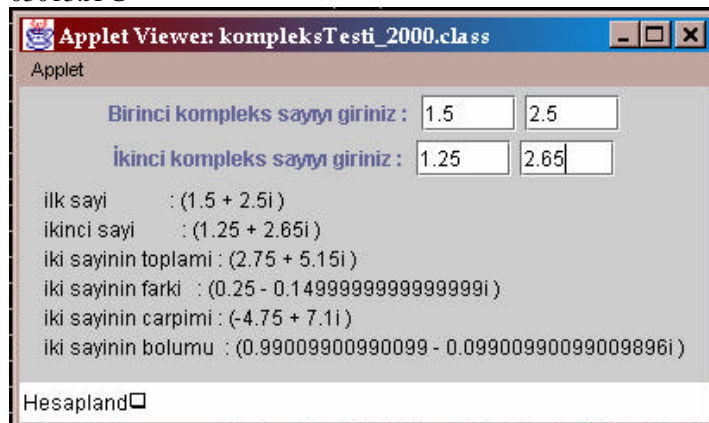 Applet Viewer: kompleksTesti_2000.class
Applet
Birinci kompleks sayıyı giriniz : 1.5 2.5
İkinci kompleks sayıyı giriniz : 1.25 2.65
ilk sayi : (1.5 + 2.5i )
ikinci sayi : (1.25 + 2.65i )
iki sayinin toplami : (2.75 + 5.15i )
iki sayinin farki : (0.25 - 0.1499999999999999i )
iki sayinin carpimi : (-4.75 + 7.1i )
iki sayinin bolumu : (0.99009900990099 - 0.09900990099009896i )
Hesapland□